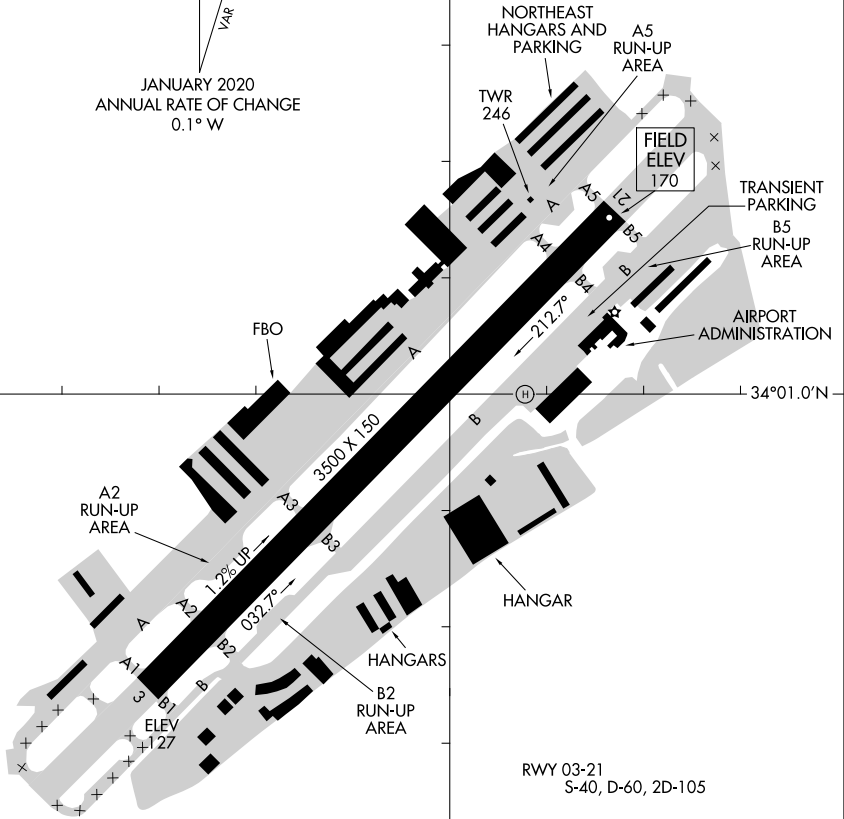 VAR
JANUARY 2020
ANNUAL RATE OF CHANGE
0.1° W
NORTHEAST
HANGARS AND
PARKING
A5
RUN-UP
AREA
TWR
246
FIELD
ELEV
170
TRANSIENT
PARKING
B5
RUN-UP
AREA
AIRPORT
ADMINISTRATION
A
A5
21
B5
A4
B
B4
212.7°
FBO
A
H
34°01.0'N
B
3500 X 150
A2
RUN-UP
AREA
A3
B3
1.2% UP
032.7°
HANGAR
A
A2
B2
HANGARS
A1
B
B2
RUN-UP
AREA
3
B1
ELEV
127
RWY 03-21
S-40, D-60, 2D-105